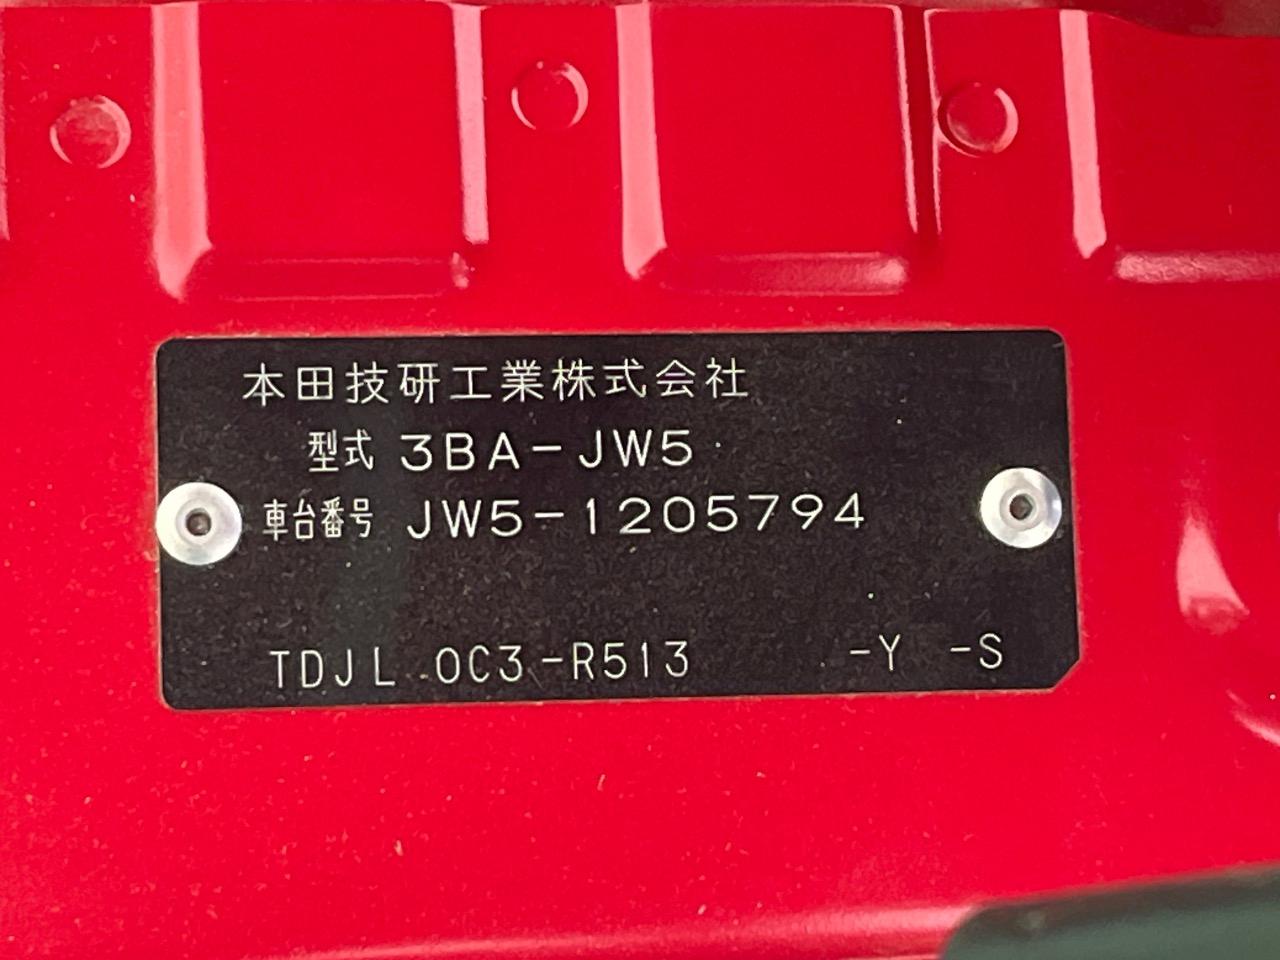 本田技研工業株式会社
型式 3BA-JW5
車台番号 JW5-1205794
TDJL 0C3-R513 -Y -S